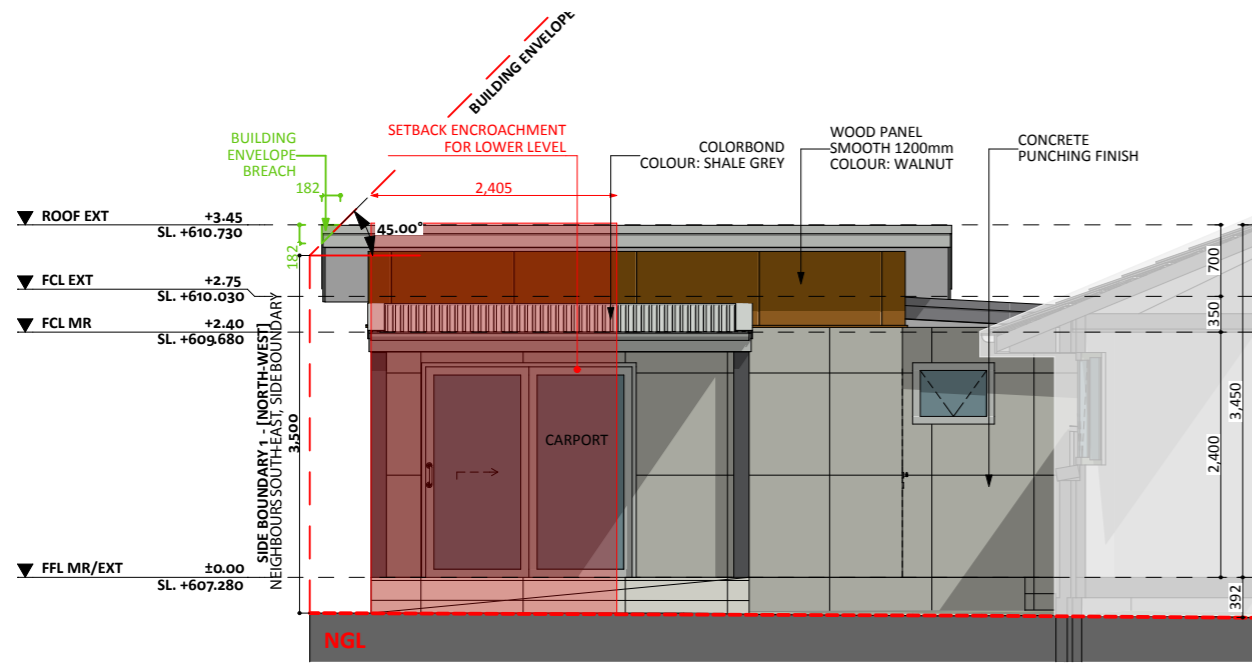 BUILDING ENVELOPE
BUILDING
ENVELOPE
BREACH
SETBACK ENCROACHMENT
FOR LOWER LEVEL
COLORBOND
COLOUR: SHALE GREY
WOOD PANEL
SMOOTH 1200mm
COLOUR: WALNUT
CONCRETE
PUNCHING FINISH
182
2,405
ROOF EXT +3.45
SL. +610.730
45.00°
182
700
FCL EXT +2.75
SL. +610.030
350
FCL MR +2.40
SL. +609.680
SIDE BOUNDARY 1 - [NORTH-WEST]
NEIGHBOURS SOUTH-EAST, SIDE BOUNDARY
3,500
CARPORT
3,450
2,400
FFL MR/EXT ±0.00
SL. +607.280
392
NGL